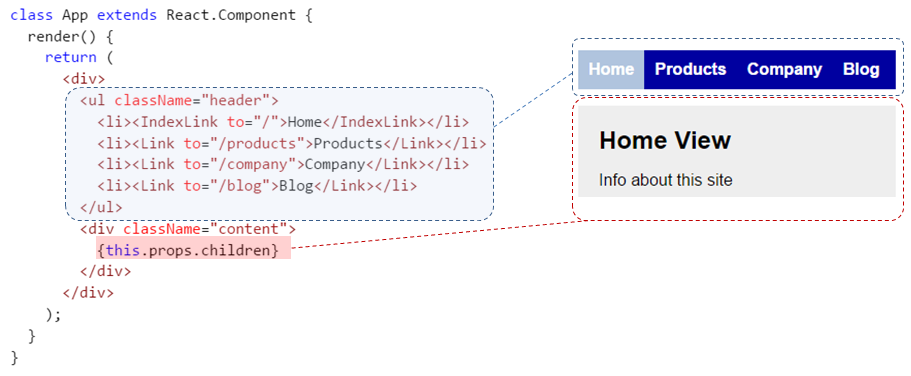 class App extends React.Component {
  render() {
    return (
      <div>
        <ul className="header">
          <li><IndexLink to="/">Home</IndexLink></li>
          <li><Link to="/products">Products</Link></li>
          <li><Link to="/company">Company</Link></li>
          <li><Link to="/blog">Blog</Link></li>
        </ul>
        <div className="content">
          {this.props.children}
        </div>
      </div>
    );
  }
}
Home Products Company Blog
Home View
Info about this site